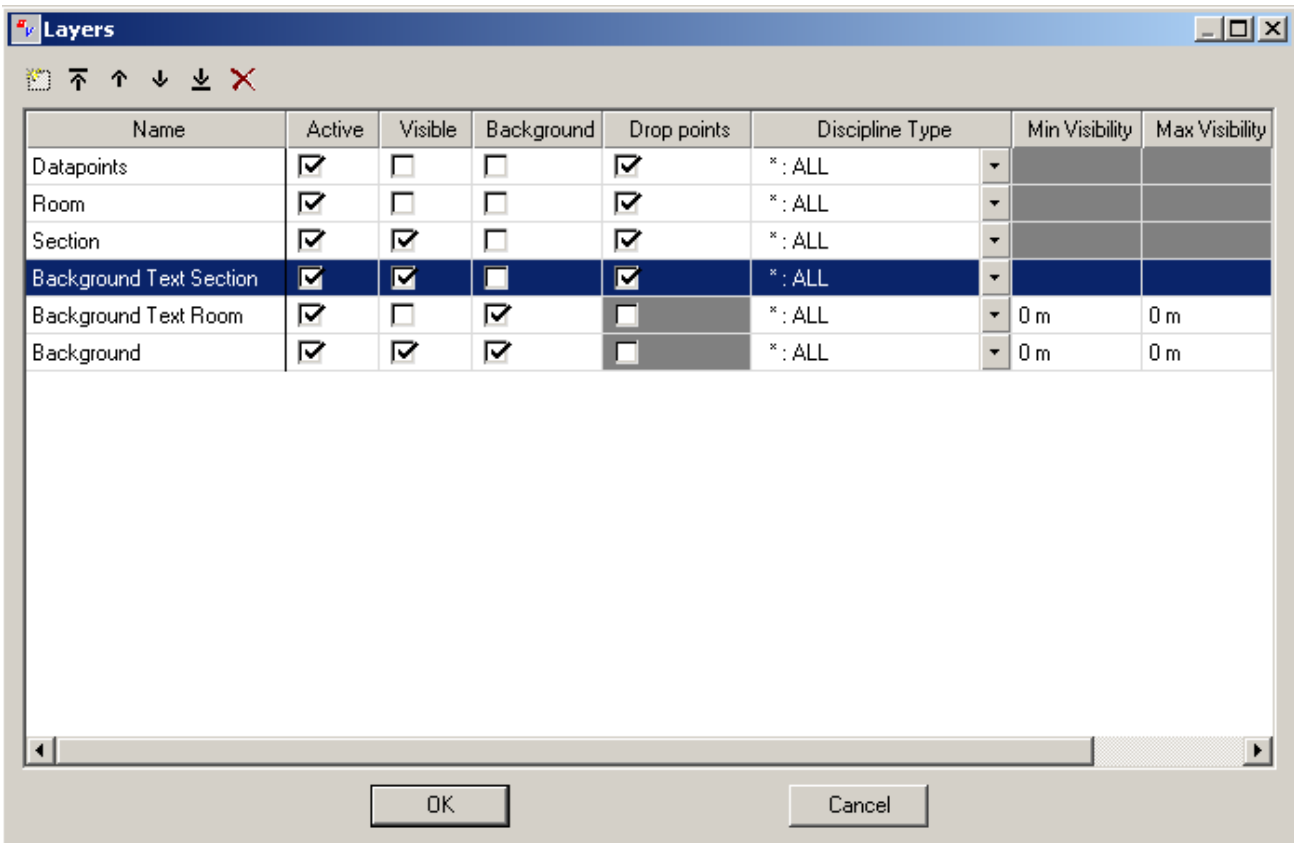 Layers
Name Active Visible Background Drop points Discipline Type Min Visibility Max Visibility
Datapoints * : ALL
Room * : ALL
Section * : ALL
Background Text Section * : ALL
Background Text Room * : ALL 0 m 0 m
Background * : ALL 0 m 0 m
OK Cancel